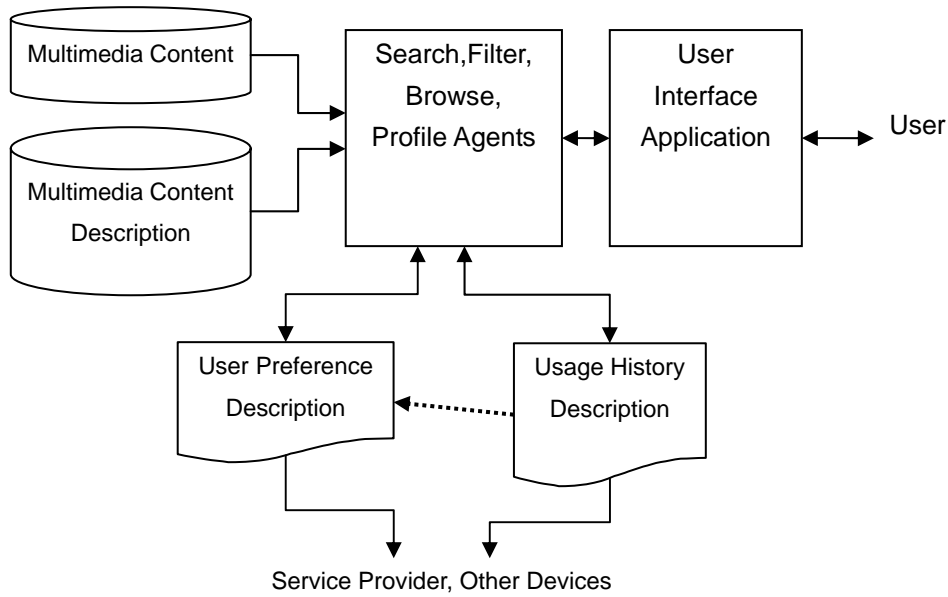 Multimedia Content
Multimedia Content
Description
Search,Filter,
Browse,
Profile Agents
User
Interface
Application
User
User Preference
Description
Usage History
Description
Service Provider, Other Devices